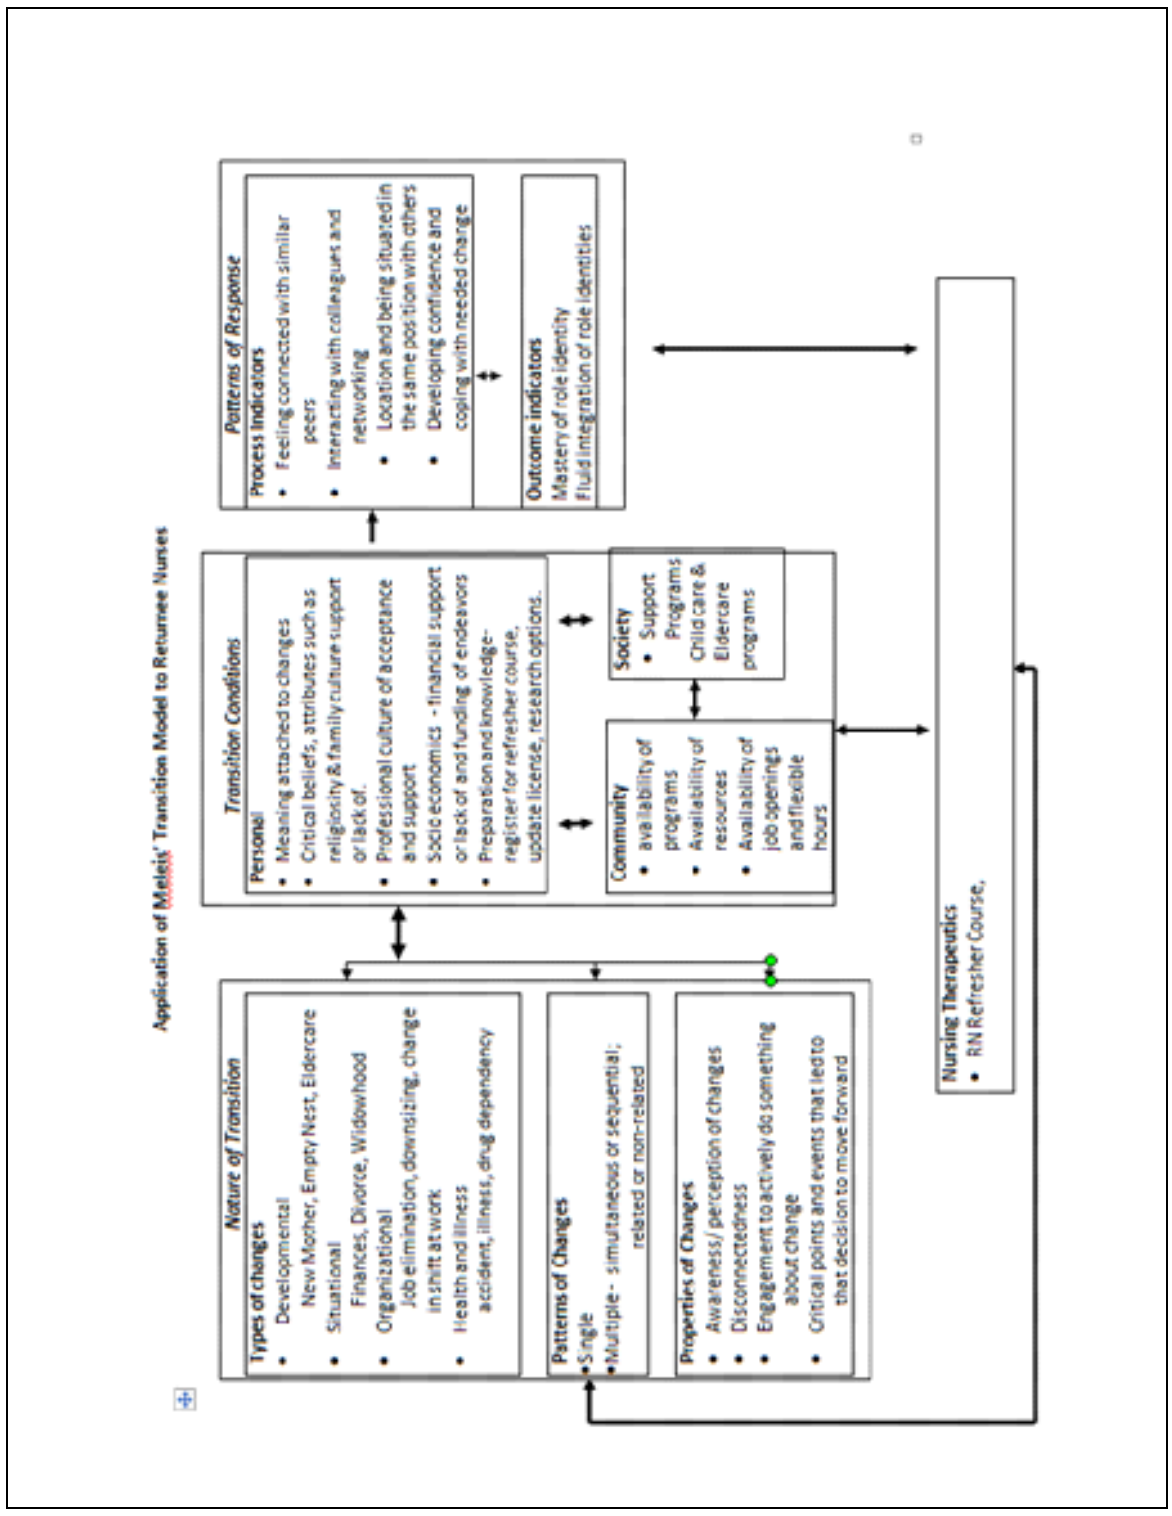 Application of Meleis' Transition Model to Returnee Nurses
Nature of Transition
Types of changes
• Developmental
New Mother, Empty Nest, Eldercare
• Situational
Finances, Divorce, Widowhood
• Organizational
Job elimination, downsizing, change
in shift at work
• Health and illness
accident, illness, drug dependency
Patterns of Changes
•Single
•Multiple - simultaneous or sequential;
related or non-related
Properties of Changes
• Awareness/ perception of changes
• Disconnectedness
• Engagement to actively do something
about change
• Critical points and events that led to
that decision to move forward
Transition Conditions
Personal
• Meaning attached to changes
• Critical beliefs, attributes such as
religiosity & family culture support
or lack of.
• Professional culture of acceptance
and support
• Socio economics - financial support
or lack of and funding of endeavors
• Preparation and knowledge-
register for refresher course,
update license, research options.
Community
• availability of
programs
• Availability of
resources
• Availability of
job openings
and flexible
hours
Society
• Support
Programs
Child care &
Eldercare
programs
Patterns of Response
Process Indicators
• Feeling connected with similar
peers
• Interacting with colleagues and
networking
• Location and being situated in
the same position with others
• Developing confidence and
coping with needed change
Outcome indicators
Mastery of role identity
Fluid integration of role identities
Nursing Therapeutics
• RN Refresher Course,